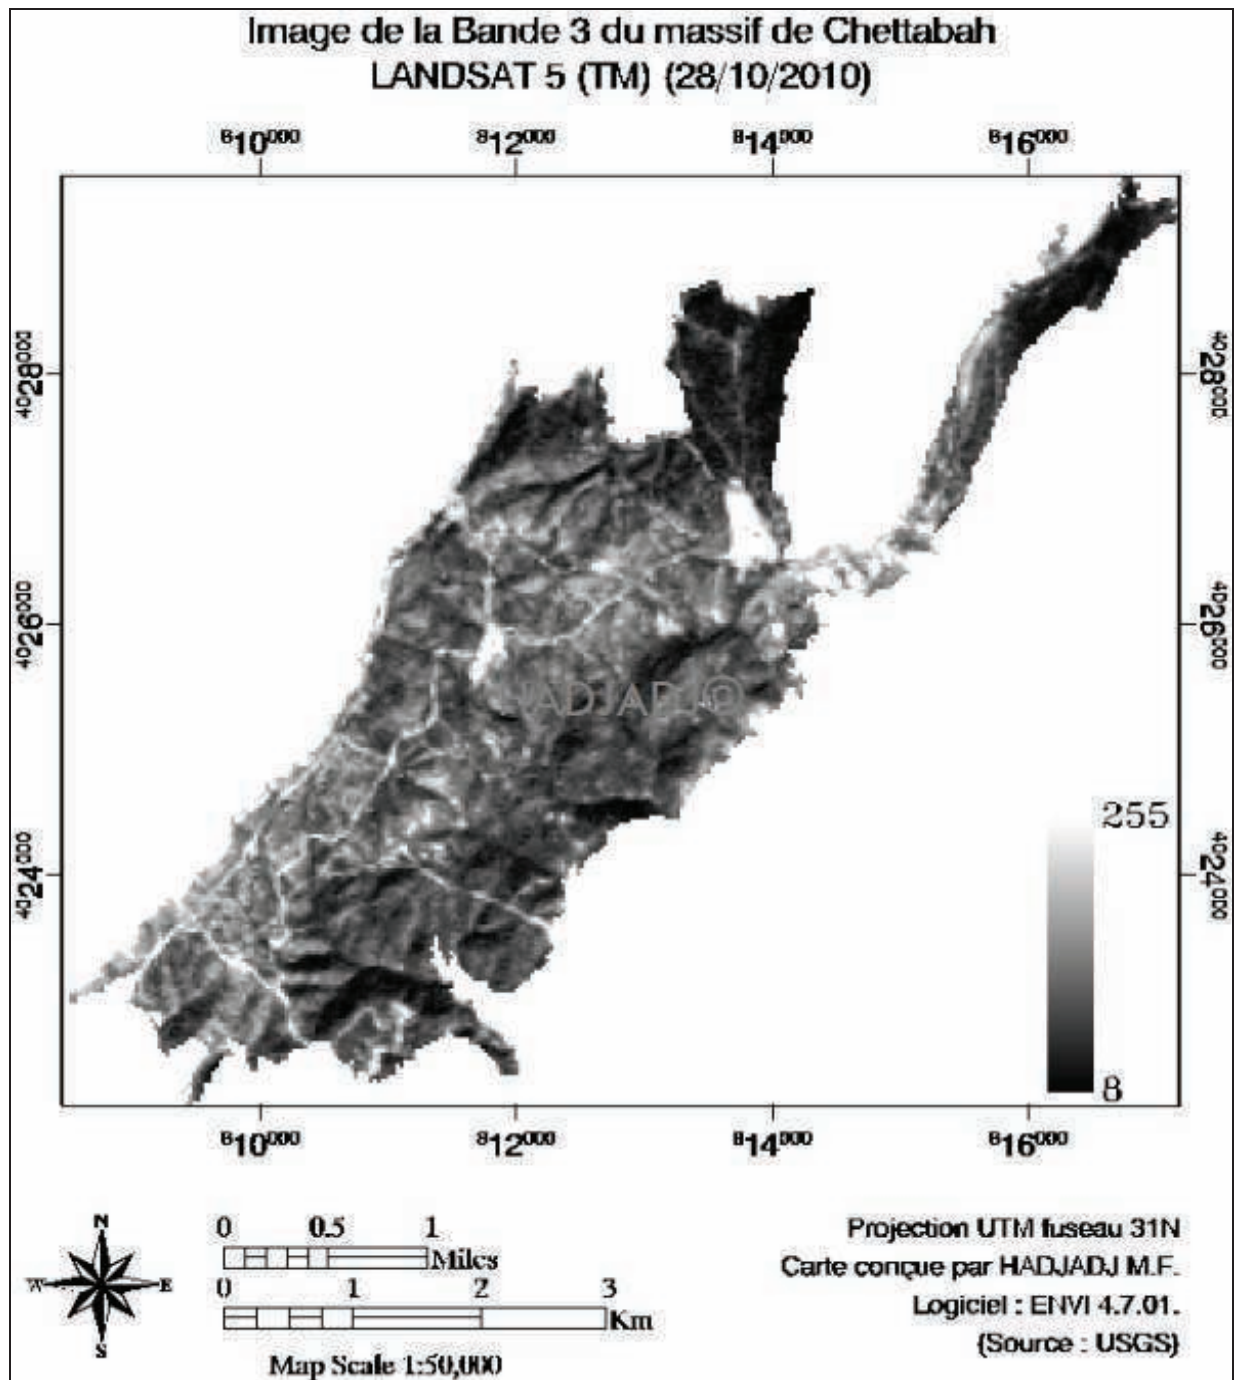 Image de la Bande 3 du massif de Chettabah
LANDSAT 5 (TM) (28/10/2010)
810000 812000 814000 816000
4028000 4028000
4026000 4026000
HADJADJ©
255
4024000 4024000
8
810000 812000 814000 816000
N
W E
S
0 0.5 1
Miles
0 1 2 3
Km
Map Scale 1:50,000
Projection UTM fuseau 31N
Carte conçue par HADJADJ M.F.
Logiciel : ENVI 4.7.01.
(Source : USGS)